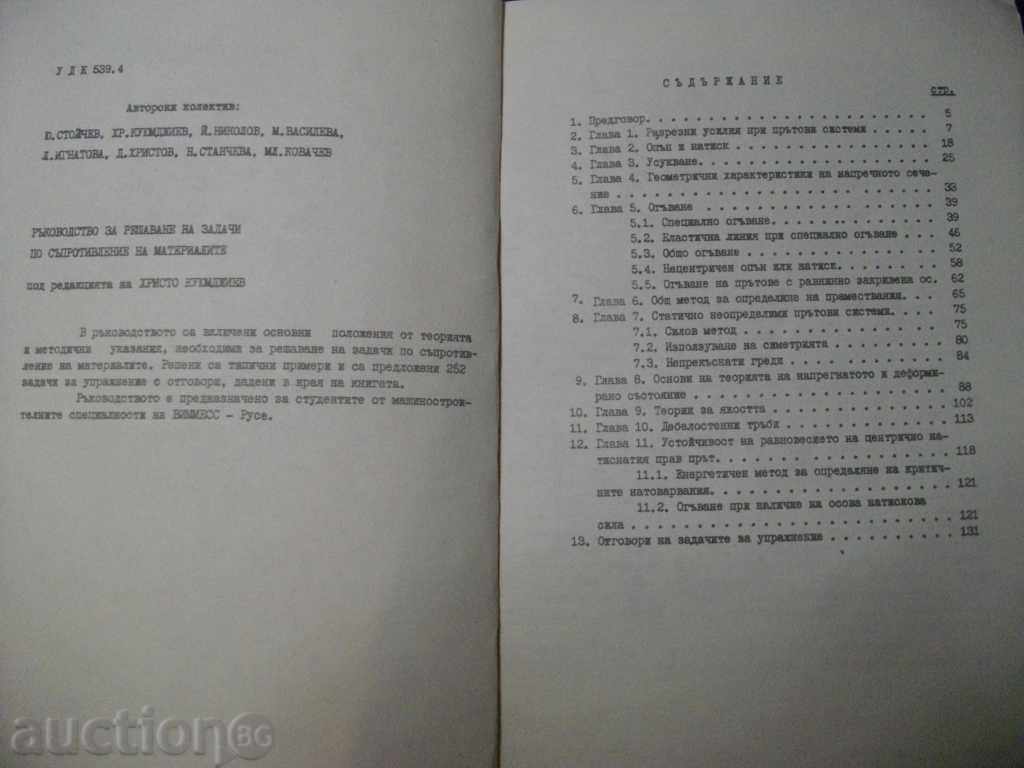 УДК 539.4
Авторски колектив:
Ю.СТОЙЧЕВ, ХР.КУЮМДЖИЕВ, Й.НИКОЛОВ, М.ВАСИЛЕВА,
Л.ИГНАТОВА, Д.ХРИСТОВ, Н.СТАНЧЕВА, МЛ.КОВАЧЕВ
РЪКОВОДСТВО ЗА РЕШАВАНЕ НА ЗАДАЧИ
ПО СЪПРОТИВЛЕНИЕ НА МАТЕРИАЛИТЕ
под редакцията на ХРИСТО КУЮМДЖИЕВ
В ръководството са включени основни положения от теорията
и методични указания, необходими за решаване на задачи по съпротив-
ление на материалите. Решени са типични примери и са предложени 252
задачи за упражнение с отговори, дадени в края на книгата.
Ръководството е предназначено за студентите от машинострои-
телните специалности на ВИММЕСС - Русе.
СЪДЪРЖАНИЕ
стр.
1. Предговор. . . . . . . . . . . . . . . . . . . . 5
2. Глава 1. Разрезни усилия при прътови системи . . . . . 7
3. Глава 2. Опън и натиск . . . . . . . . . . . . . . 18
4. Глава 3. Усукване. . . . . . . . . . . . . . . . . 25
5. Глава 4. Геометрични характеристики на напречното сече-
ние . . . . . . . . . . . . . . . . . . . . . . 33
6. Глава 5. Огъване . . . . . . . . . . . . . . . . . 39
5.1. Специално огъване. . . . . . . . . . . . . 39
5.2. Еластична линия при специално огъване . . . 46
5.3. Общо огъване . . . . . . . . . . . . . . . 52
5.4. Нецентричен опън или натиск. . . . . . . . 58
5.5. Огъване на прътове с равнинно закривена ос. 62
7. Глава 6. Общ метод за определяне на премествания. . . 65
8. Глава 7. Статично неопределими прътови системи. . . . 75
7.1. Силов метод . . . . . . . . . . . . . . . 75
7.2. Използуване на симетрията . . . . . . . . 80
7.3. Непрекъснати греди . . . . . . . . . . . . 84
9. Глава 8. Основи на теорията на напрегнатото и деформи-
рано състояние . . . . . . . . . . . . . . . . . 88
10. Глава 9. Теории за якостта . . . . . . . . . . . . 102
11. Глава 10. Дебелостенни тръби . . . . . . . . . . . 113
12. Глава 11. Устойчивост на равновесието на центрично на-
тиснатия прав прът. . . . . . . . . . . . . . . . 118
11.1. Енергетичен метод за определяне на критич-
ните натоварвания. . . . . . . . . . . . . . . . 121
11.2. Огъване при наличие на осова натискова
сила . . . . . . . . . . . . . . . . . . . . . . 121
13. Отговори на задачите за упражнение . . . . . . . . 131
auctionBG